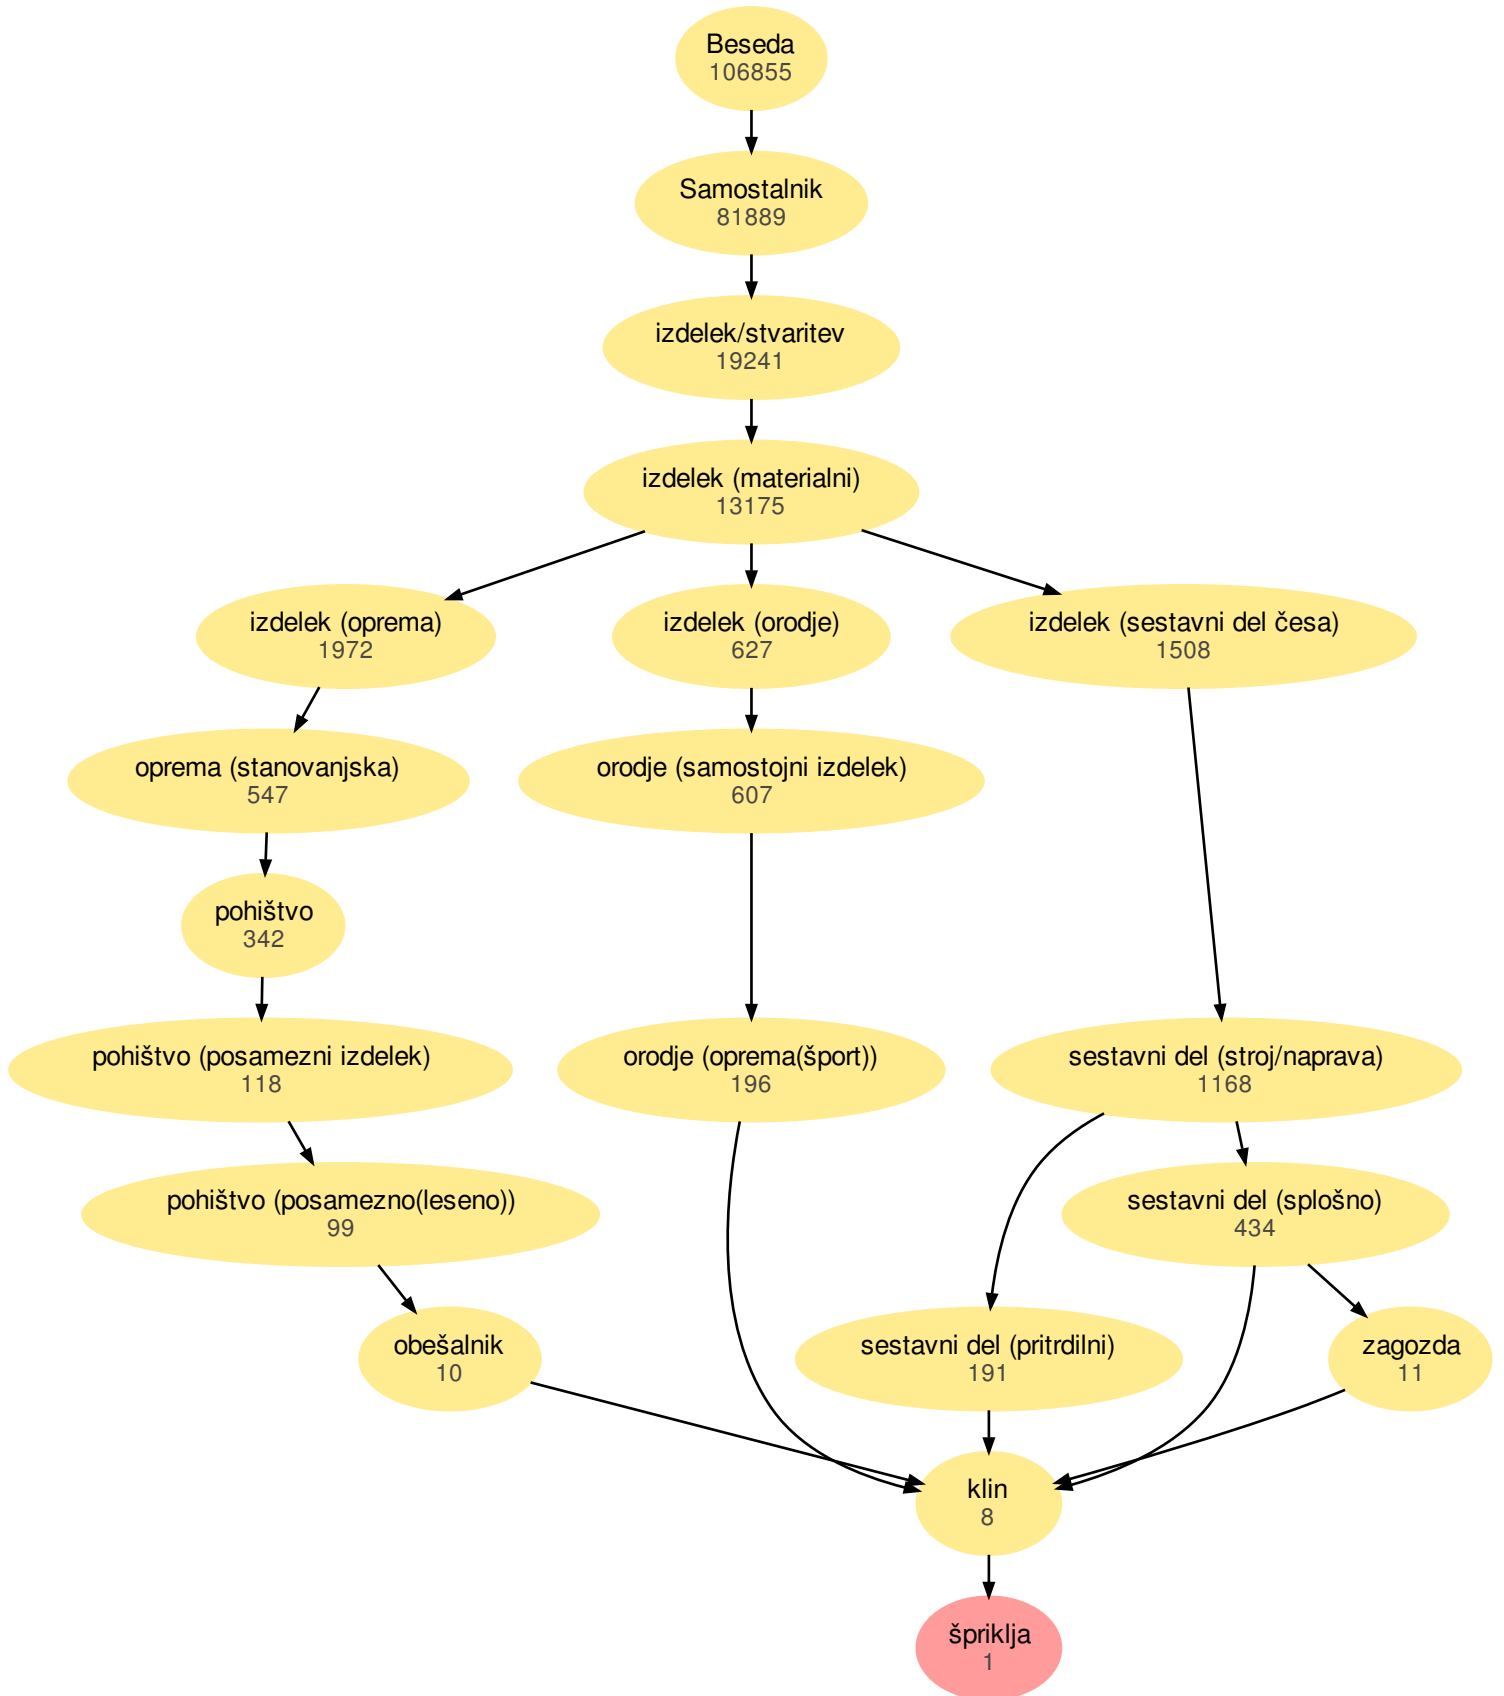 Beseda
106855
Samostalnik
81889
izdelek/stvaritev
19241
izdelek (materialni)
13175
izdelek (oprema)
1972
izdelek (orodje)
627
izdelek (sestavni del česa)
1508
oprema (stanovanjska)
547
orodje (samostojni izdelek)
607
pohištvo
342
pohištvo (posamezni izdelek)
118
orodje (oprema(šport))
196
sestavni del (stroj/naprava)
1168
pohištvo (posamezno(leseno))
99
sestavni del (splošno)
434
obešalnik
10
sestavni del (pritrdilni)
191
zagozda
11
klin
8
špriklja
1